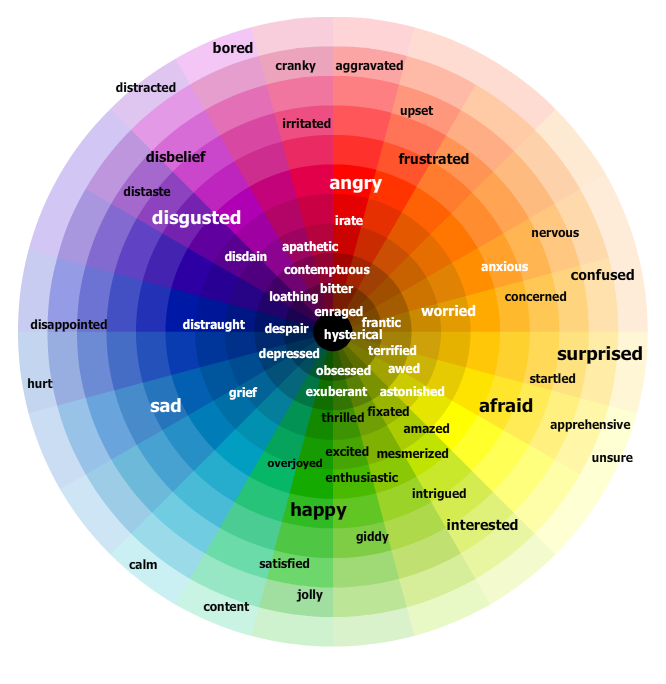 bored
cranky
aggravated
distracted
upset
irritated
disbelief
frustrated
angry
distaste
disgusted
irate
nervous
apathetic
disdain
contemptuous
anxious
confused
bitter
loathing
concerned
enraged
worried
disappointed
distraught
despair
frantic
hysterical
depressed
terrified
surprised
obsessed
awed
startled
hurt
grief
exuberant
astonished
sad
afraid
thrilled
fixated
amazed
apprehensive
excited
mesmerized
unsure
overjoyed
enthusiastic
intrigued
happy
interested
giddy
calm
satisfied
jolly
content